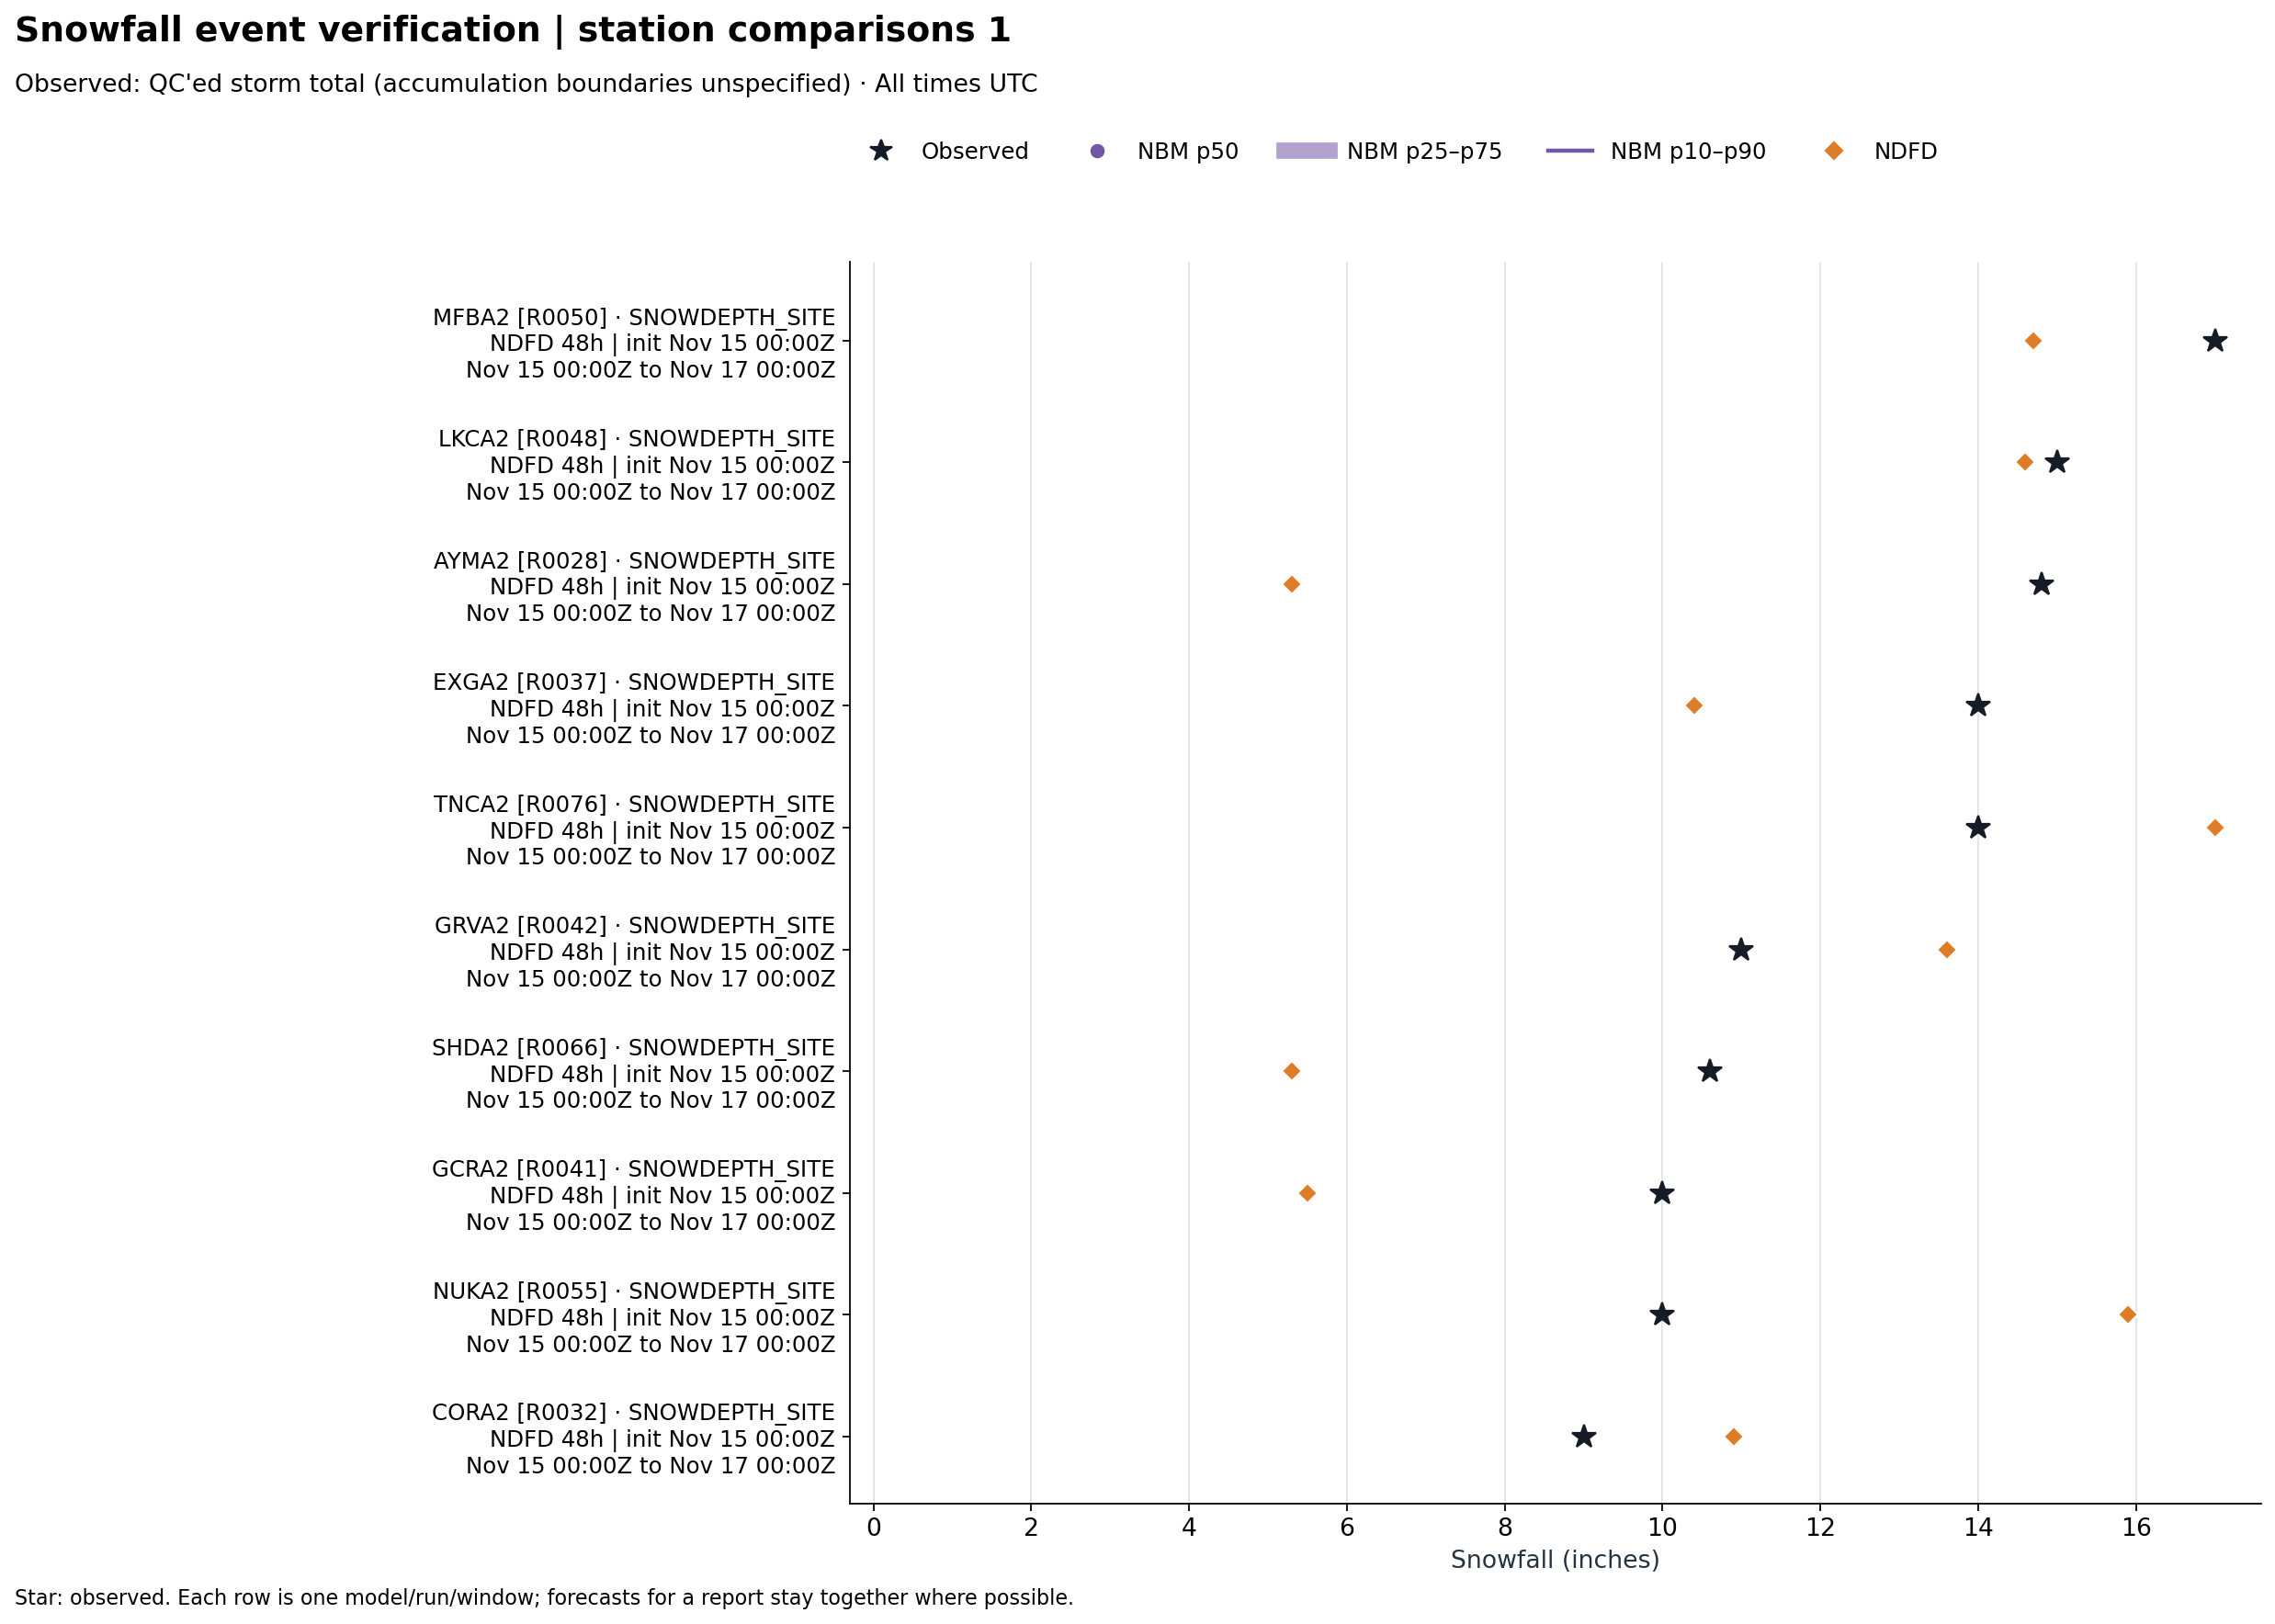 Snowfall event verification | station comparisons 1
Observed: QC'ed storm total (accumulation boundaries unspecified) · All times UTC
Observed
NBM p50
NBM p25–p75
NBM p10–p90
NDFD
MFBA2 [R0050] · SNOWDEPTH_SITE
NDFD 48h | init Nov 15 00:00Z
Nov 15 00:00Z to Nov 17 00:00Z
LKCA2 [R0048] · SNOWDEPTH_SITE
NDFD 48h | init Nov 15 00:00Z
Nov 15 00:00Z to Nov 17 00:00Z
AYMA2 [R0028] · SNOWDEPTH_SITE
NDFD 48h | init Nov 15 00:00Z
Nov 15 00:00Z to Nov 17 00:00Z
EXGA2 [R0037] · SNOWDEPTH_SITE
NDFD 48h | init Nov 15 00:00Z
Nov 15 00:00Z to Nov 17 00:00Z
TNCA2 [R0076] · SNOWDEPTH_SITE
NDFD 48h | init Nov 15 00:00Z
Nov 15 00:00Z to Nov 17 00:00Z
GRVA2 [R0042] · SNOWDEPTH_SITE
NDFD 48h | init Nov 15 00:00Z
Nov 15 00:00Z to Nov 17 00:00Z
SHDA2 [R0066] · SNOWDEPTH_SITE
NDFD 48h | init Nov 15 00:00Z
Nov 15 00:00Z to Nov 17 00:00Z
GCRA2 [R0041] · SNOWDEPTH_SITE
NDFD 48h | init Nov 15 00:00Z
Nov 15 00:00Z to Nov 17 00:00Z
NUKA2 [R0055] · SNOWDEPTH_SITE
NDFD 48h | init Nov 15 00:00Z
Nov 15 00:00Z to Nov 17 00:00Z
CORA2 [R0032] · SNOWDEPTH_SITE
NDFD 48h | init Nov 15 00:00Z
Nov 15 00:00Z to Nov 17 00:00Z
0 2 4 6 8 10 12 14 16
Snowfall (inches)
Star: observed. Each row is one model/run/window; forecasts for a report stay together where possible.